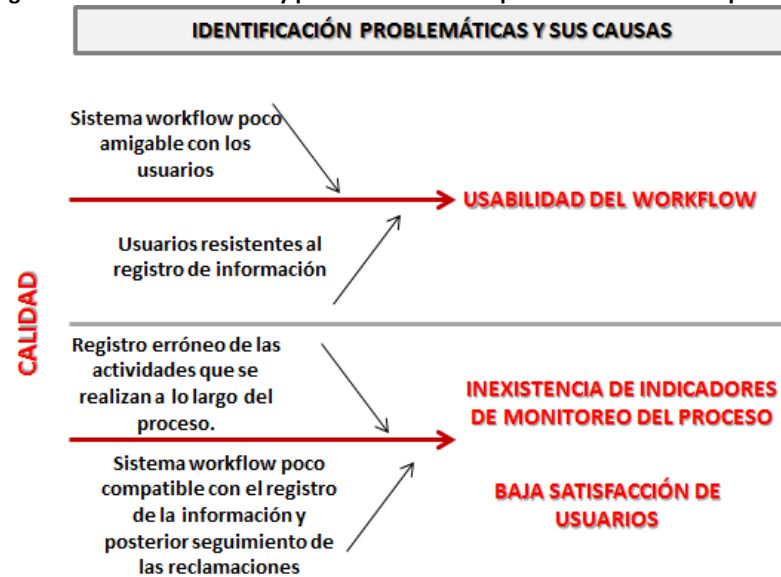 IDENTIFICACIÓN PROBLEMÁTICAS Y SUS CAUSAS
Sistema workflow poco
amigable con los
usuarios
USABILIDAD DEL WORKFLOW
Usuarios resistentes al
registro de información
CALIDAD
Registro erróneo de las
actividades que se
realizan a lo largo del
proceso.
INEXISTENCIA DE INDICADORES
DE MONITOREO DEL PROCESO
Sistema workflow poco
compatible con el registro
de la información y
posterior seguimiento de
las reclamaciones
BAJA SATISFACCIÓN DE
USUARIOS